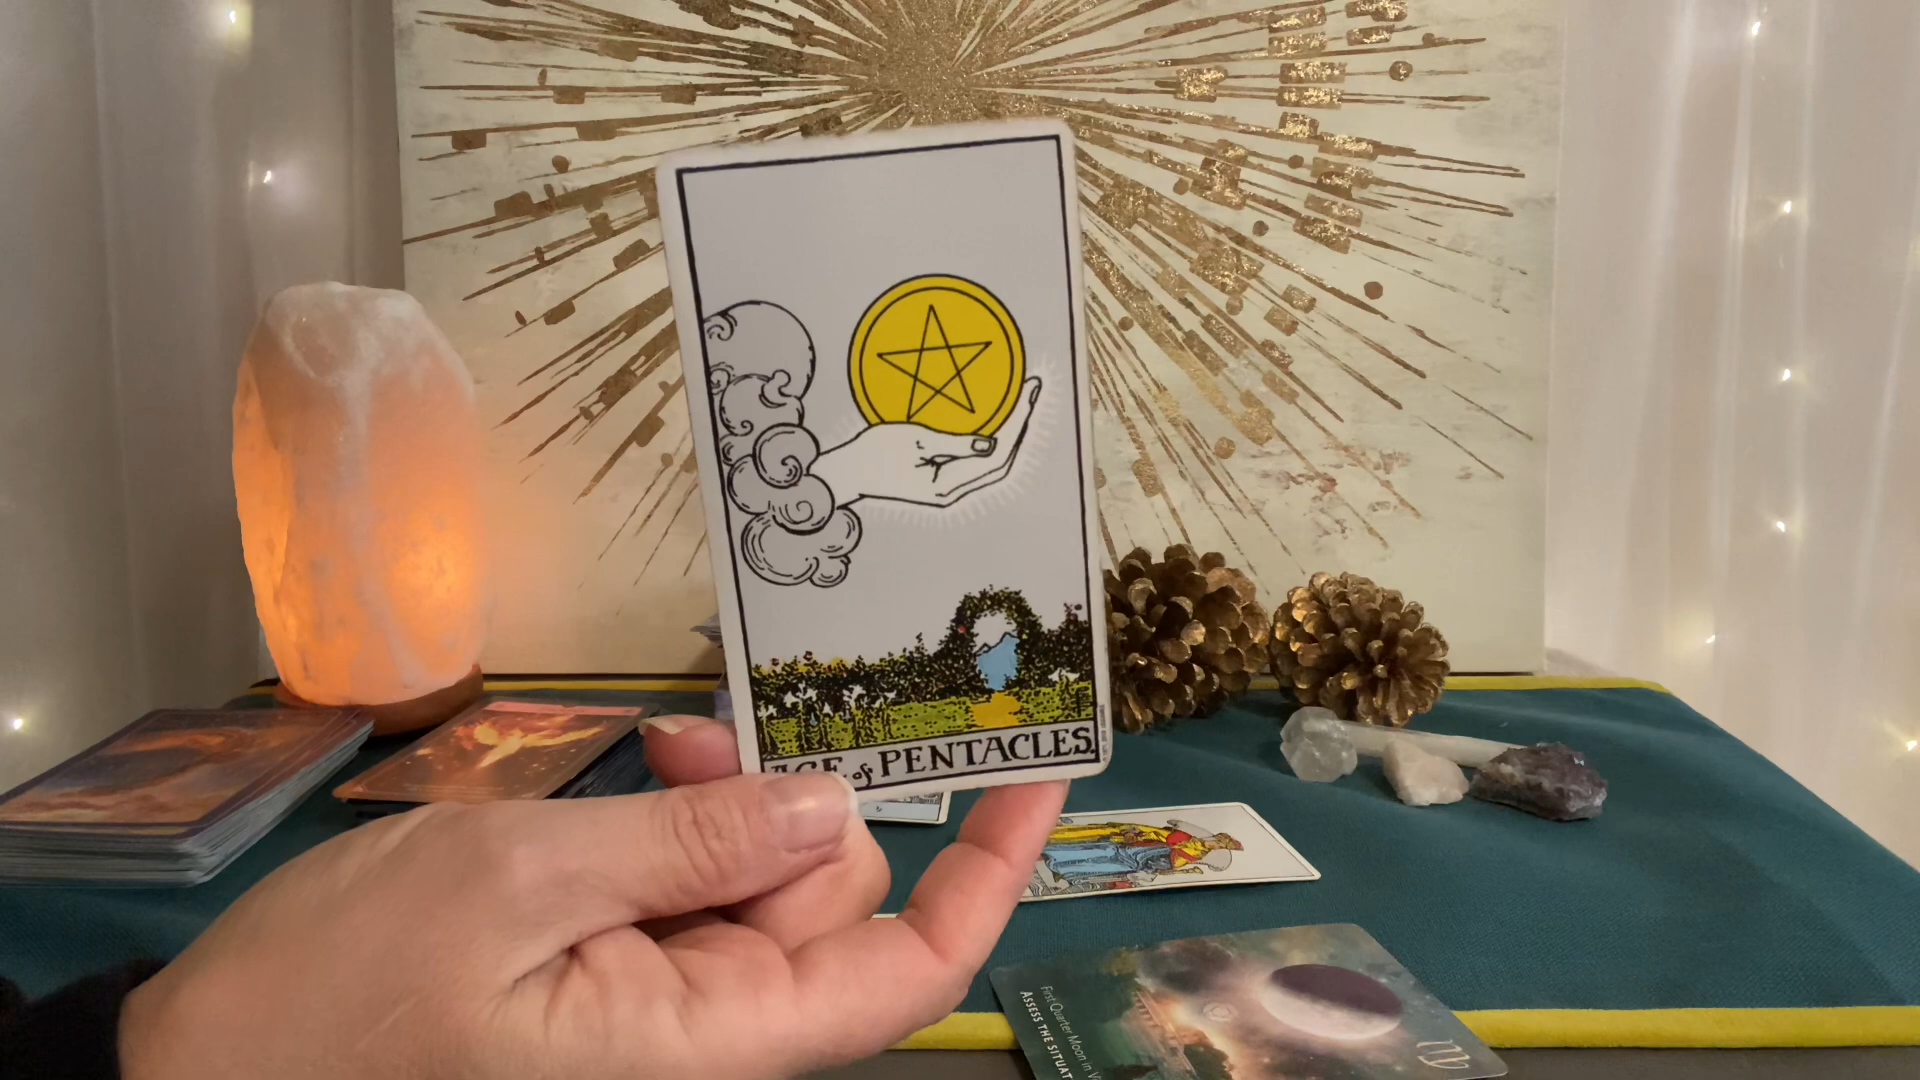 ACE of PENTACLES.
First Quarter Moon in V
ASSESS THE SITUAT